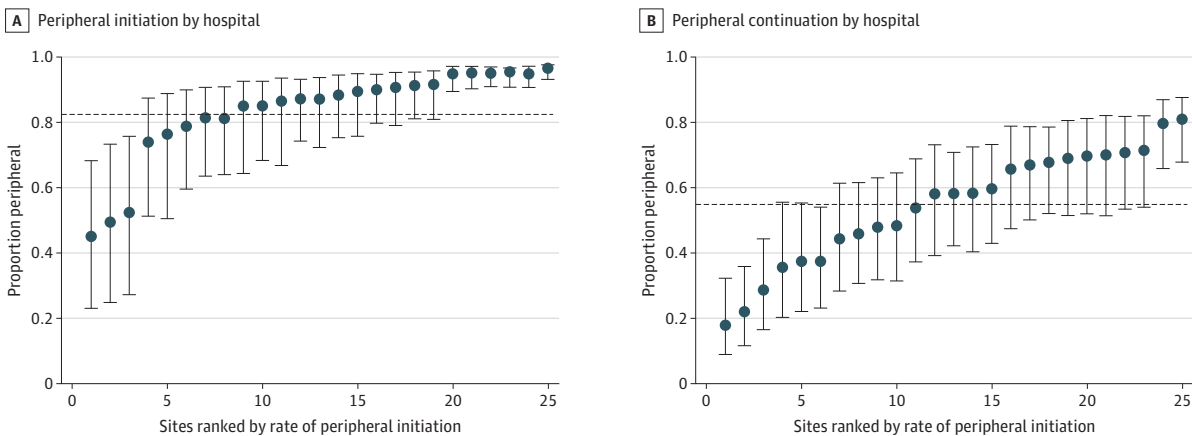 A Peripheral initiation by hospital
1.0
0.8
0.6
0.4
0.2
0
Proportion peripheral
0 5 10 15 20 25
Sites ranked by rate of peripheral initiation
B Peripheral continuation by hospital
1.0
0.8
0.6
0.4
0.2
0
Proportion peripheral
0 5 10 15 20 25
Sites ranked by rate of peripheral initiation